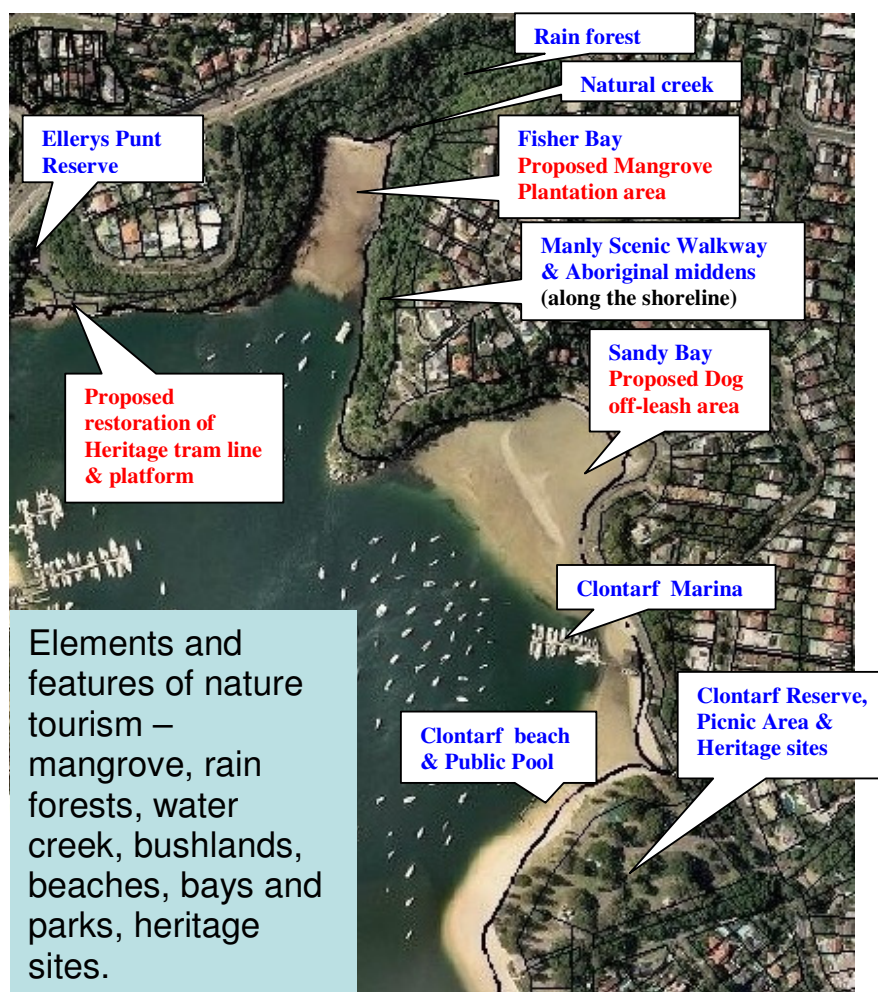 Rain forest
Natural creek
Ellerys Punt
Reserve
Fisher Bay
Proposed Mangrove
Plantation area
Manly Scenic Walkway
& Aboriginal middens
(along the shoreline)
Sandy Bay
Proposed Dog
off-leash area
Proposed
restoration of
Heritage tram line
& platform
Clontarf Marina
Clontarf Reserve,
Picnic Area &
Heritage sites
Clontarf beach
& Public Pool
Elements and
features of nature
tourism –
mangrove, rain
forests, water
creek, bushlands,
beaches, bays and
parks, heritage
sites.